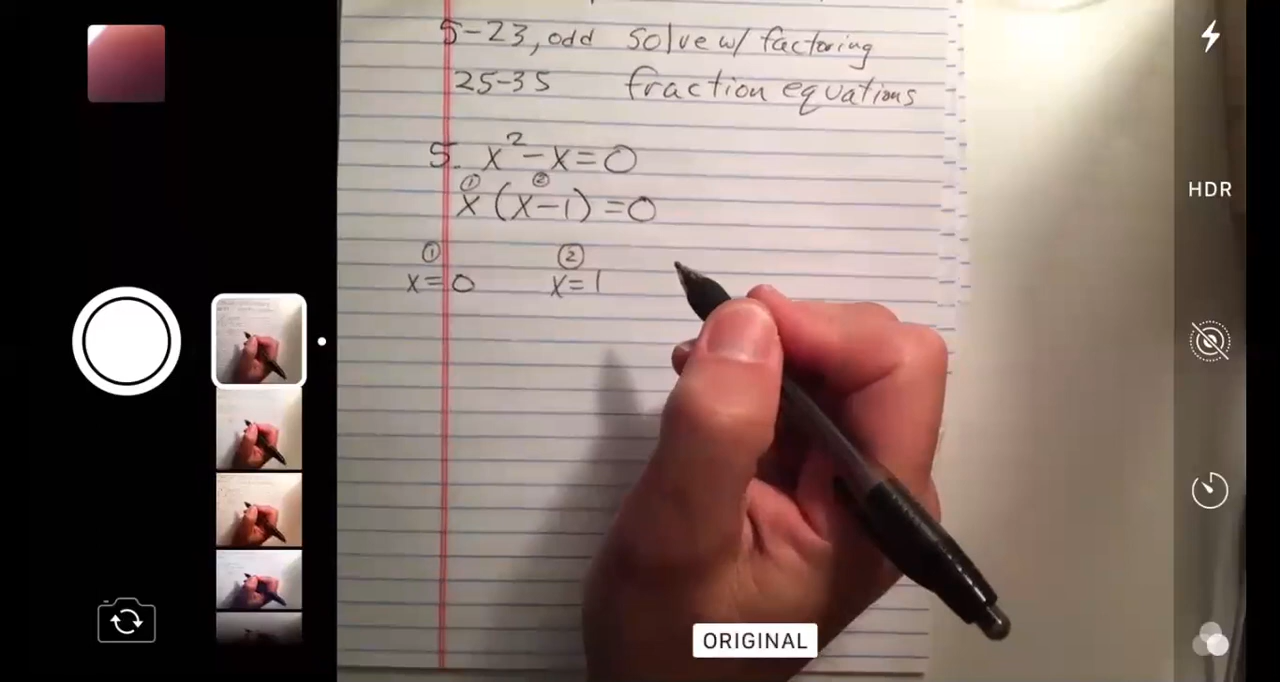 5-23, odd solve w/ factoring
25-35 fraction equations
5. x² - x = 0
① ②
x (x - 1) = 0
① ②
x = 0 x = 1
HDR
ORIGINAL